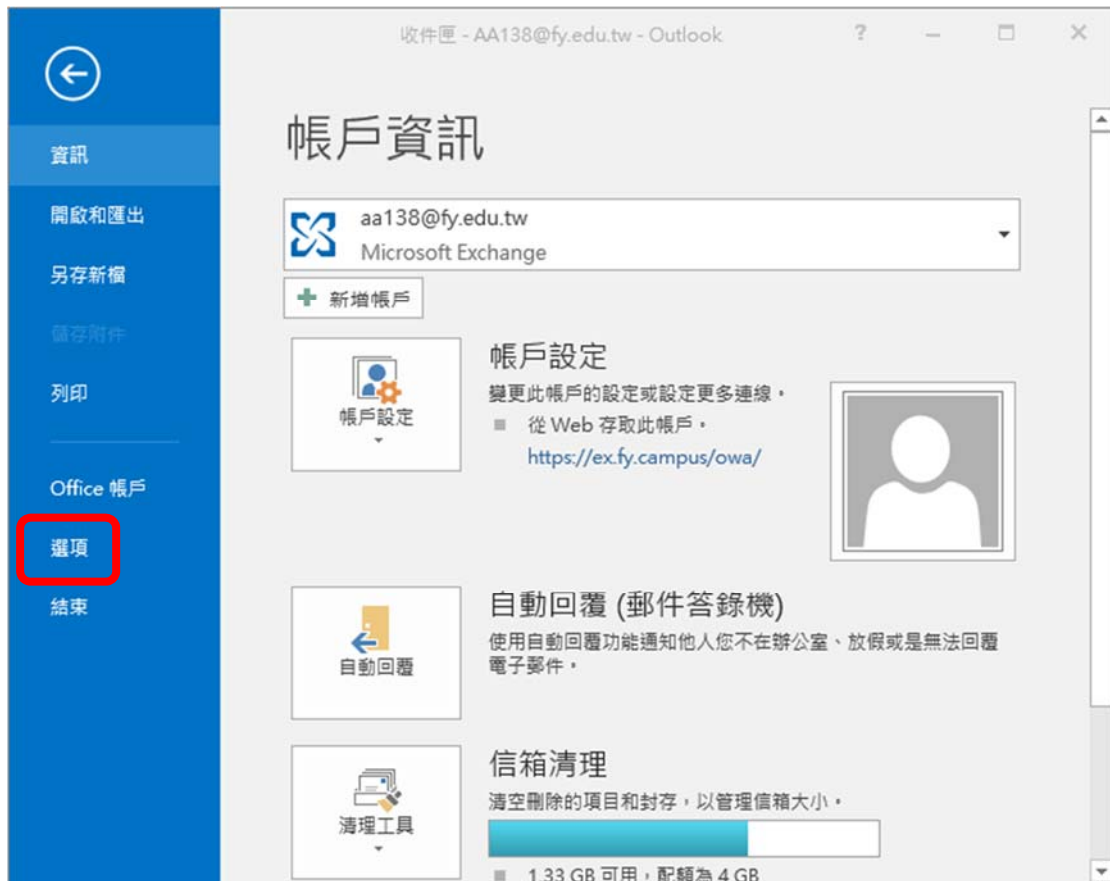 收件匣 - AA138@fy.edu.tw - Outlook
資訊
開啟和匯出
另存新檔
儲存附件
列印
Office 帳戶
選項
結束
帳戶資訊
aa138@fy.edu.tw
Microsoft Exchange
新增帳戶
帳戶設定
帳戶設定
變更此帳戶的設定或設定更多連線。
從 Web 存取此帳戶。
https://ex.fy.campus/owa/
自動回覆
自動回覆 (郵件答錄機)
使用自動回覆功能通知他人您不在辦公室、放假或是無法回覆
電子郵件。
清理工具
信箱清理
清空刪除的項目和封存，以管理信箱大小。
1.33 GB 可用，配額為 4 GB